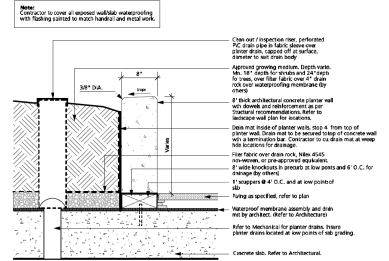 Note:
Contractor to cover all exposed wall/slab waterproofing
with flashing painted to match handrail and metal work.
Clean out / Inspection riser, perforated
PVC drain pipe in fabric sleeve over
planter drain, capped off at surface,
diameter to suit drain body
Approved growing medium. Depth varies.
Min. 18" depth for shrubs and 24"depth
fo trees, over filter fabric over 4" drain
rock over waterproofing membrane (by
others)
8"
slope
3/8" DIA.
8" thick architectural concrete planter wall
with dowels and reinforcement as per
Stuctural recommendations. Refer to
landscape wall plan for locations.
Drain mat inside of planter walls, stop 4 from top of
planter wall. Drain mat to be secured to top of concrete wall
with a termination bar. Contractor to cut drain mat at weep
hole locations for drainage.
Varies
Filter fabric over drain rock, Nilex 4545
non-woven, or pre-approved equivalent.
8" wide knockouts in precurb at low points and 6' O.C. for
drainage (by others)
1" scuppers @ 4' O.C. and at low points of
slab
Paving as specified, refer to plan
Waterproof membrane assembly and drain
mat by architect. (Refer to Architecture)
Refer to Mechanical for planter drains. Insure
planter drains located at low points of slab grading.
Concrete slab. Refer to Architectural.